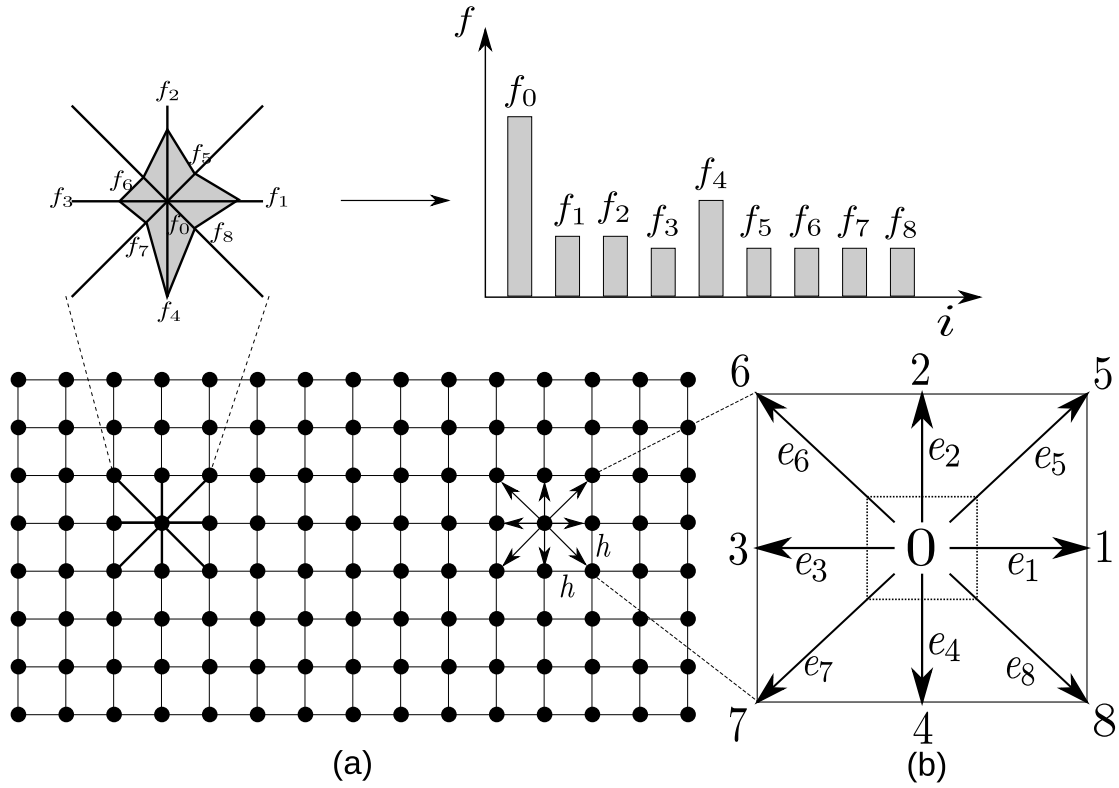 f
f₀
f₂
f₄
f₅
f₁ f₂ f₃ f₅ f₆ f₇ f₈
f₆
f₃ f₁
f₀ f₈
f₇
f₄
i
6 2 5
e₆ e₂ e₅
3 0 1
h
e₃ e₁
h
e₇ e₄ e₈
7 4 8
(a) (b)